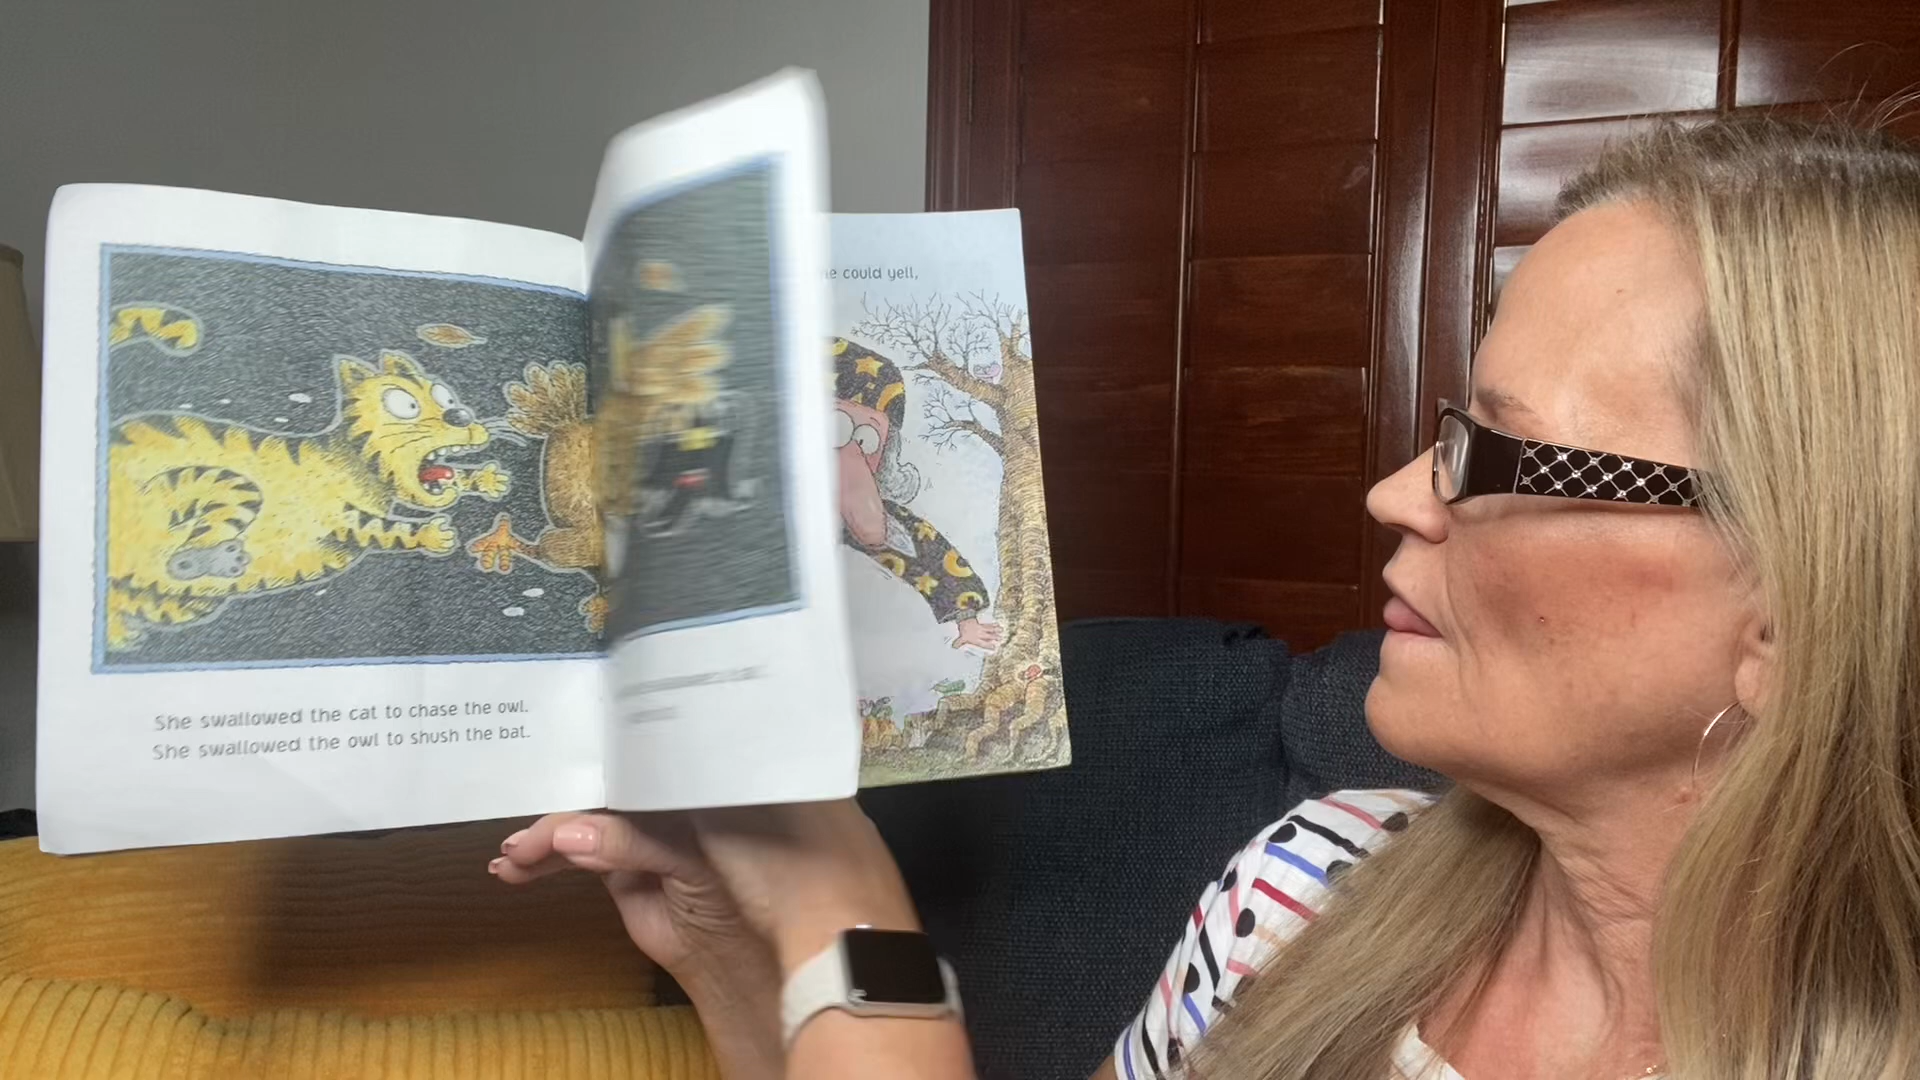 She swallowed the cat to chase the owl.
She swallowed the owl to shush the bat.
could yell,